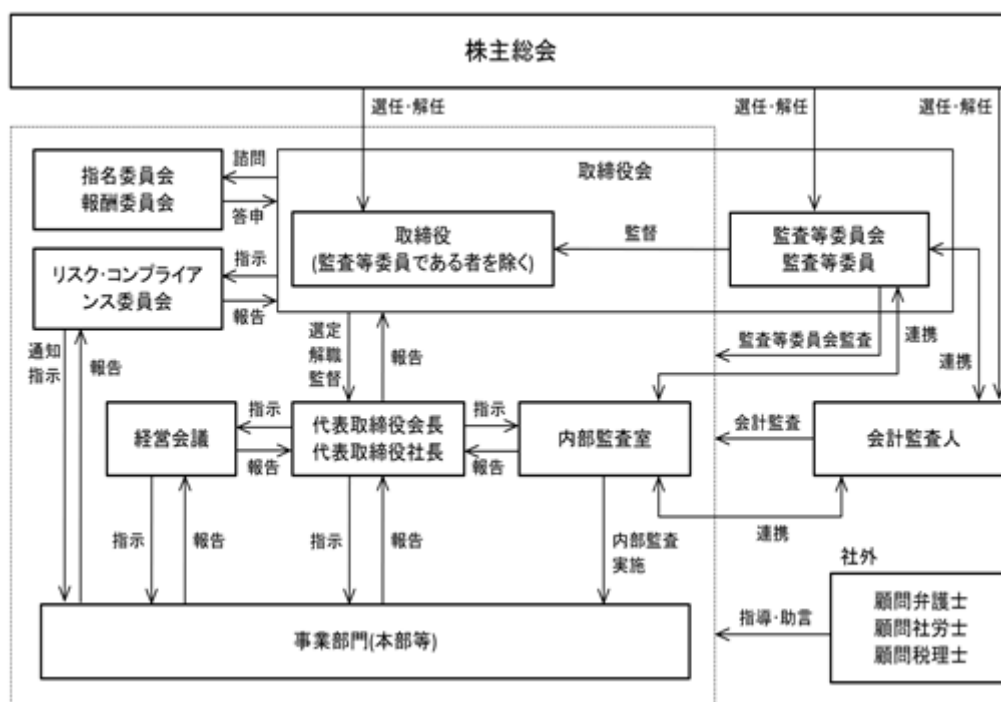 株主総会
選任・解任
選任・解任
選任・解任
指名委員会
報酬委員会
諮問
答申
取締役会
取締役
(監査等委員である者を除く)
監督
監査等委員会
監査等委員
リスク・コンプライア
ンス委員会
指示
報告
通知
指示
報告
選定
解職
監督
報告
監査等委員会監査
連携
連携
経営会議
指示
報告
代表取締役会長
代表取締役社長
指示
報告
内部監査室
会計監査
会計監査人
指示
報告
指示
報告
内部監査
実施
連携
社外
事業部門(本部等)
指導・助言
顧問弁護士
顧問社労士
顧問税理士